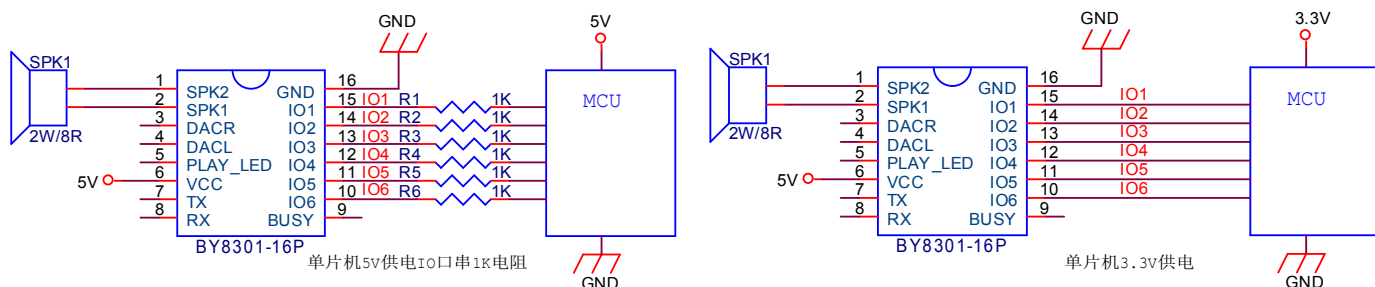 GND
5V
SPK1
1
SPK2
GND
16
2
SPK1
IO1
15
IO1
R1
1K
MCU
3
DACR
IO2
14
IO2
R2
1K
2W/8R
4
DACL
IO3
13
IO3
R3
1K
5
PLAY_LED
IO4
12
IO4
R4
1K
5V
6
VCC
IO5
11
IO5
R5
1K
7
TX
IO6
10
IO6
R6
1K
8
RX
BUSY
9
BY8301-16P
单片机5V供电IO口串1K电阻
GND
GND
3.3V
SPK1
1
SPK2
GND
16
2
SPK1
IO1
15
IO1
MCU
3
DACR
IO2
14
IO2
2W/8R
4
DACL
IO3
13
IO3
5
PLAY_LED
IO4
12
IO4
5V
6
VCC
IO5
11
IO5
7
TX
IO6
10
IO6
8
RX
BUSY
9
BY8301-16P
单片机3.3V供电
GND